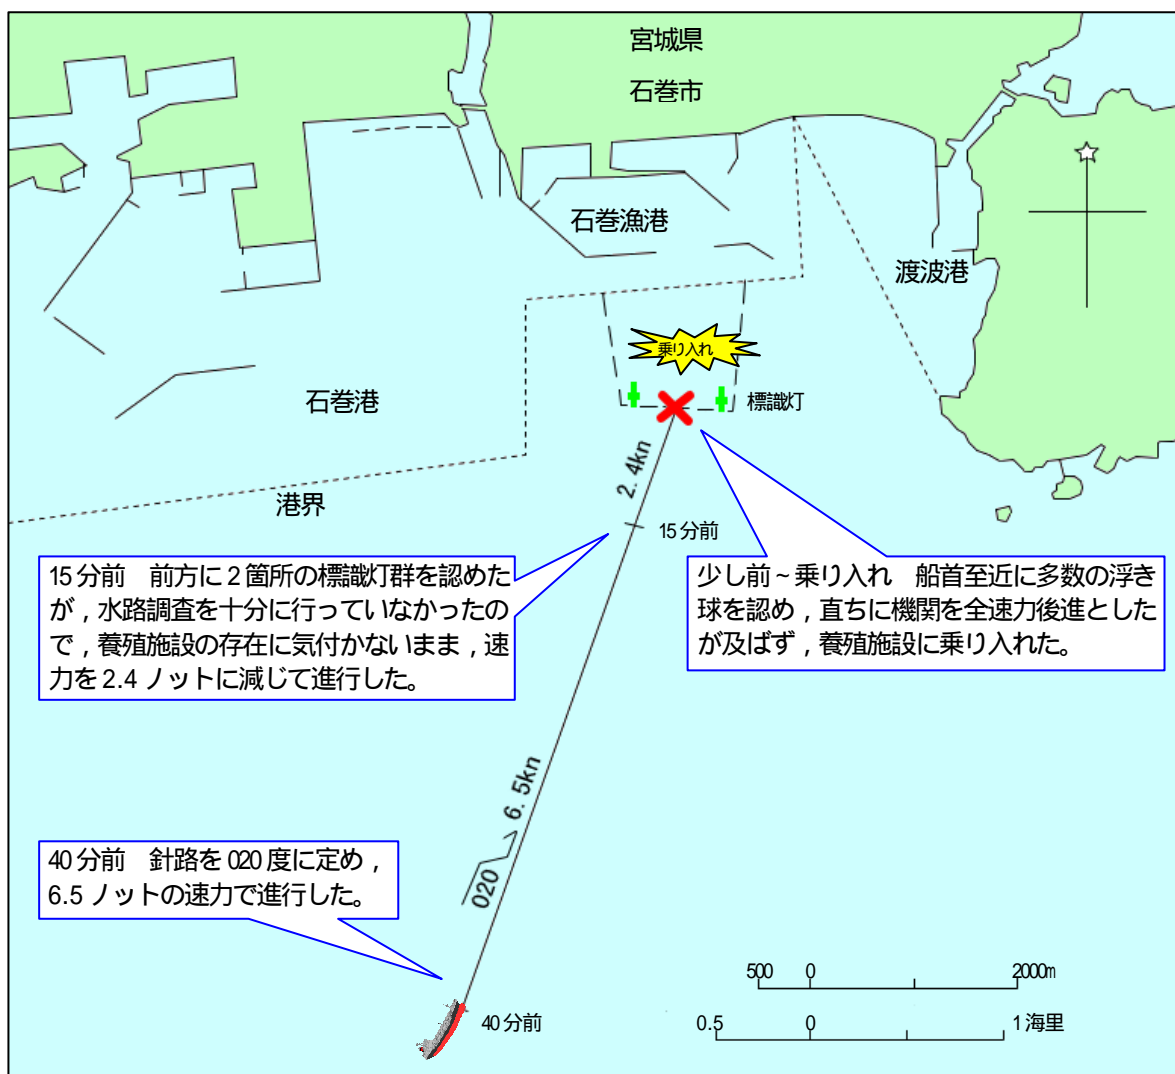 宮城県
石巻市
石巻漁港
渡波港
乗り入れ
標識灯
石巻港
2.4kn
港界
15分前
15分前　前方に2箇所の標識灯群を認めた
が，水路調査を十分に行っていなかったの
で，養殖施設の存在に気付かないまま，速
力を2.4ノットに減じて進行した。
少し前～乗り入れ　船首至近に多数の浮き
球を認め，直ちに機関を全速力後進とした
が及ばず，養殖施設に乗り入れた。
020 6.5kn
40分前　針路を020度に定め，
6.5ノットの速力で進行した。
40分前
500 0 2000m
0.5 0 1海里